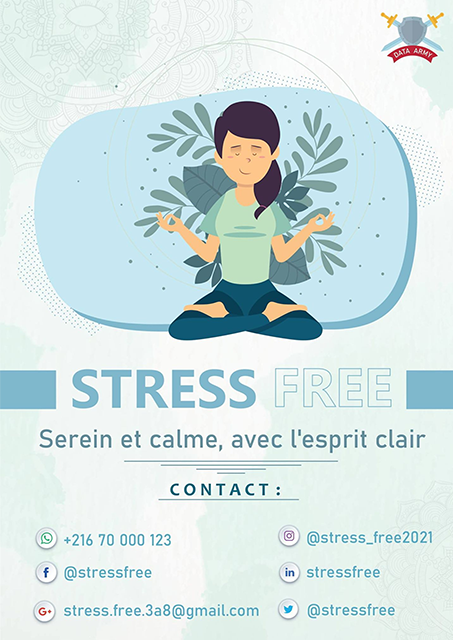 DATA ARMY
STRESS FREE
Serein et calme, avec l'esprit clair
CONTACT :
+216 70 000 123
@stress_free2021
@stressfree
stressfree
stress.free.3a8@gmail.com
@stressfree